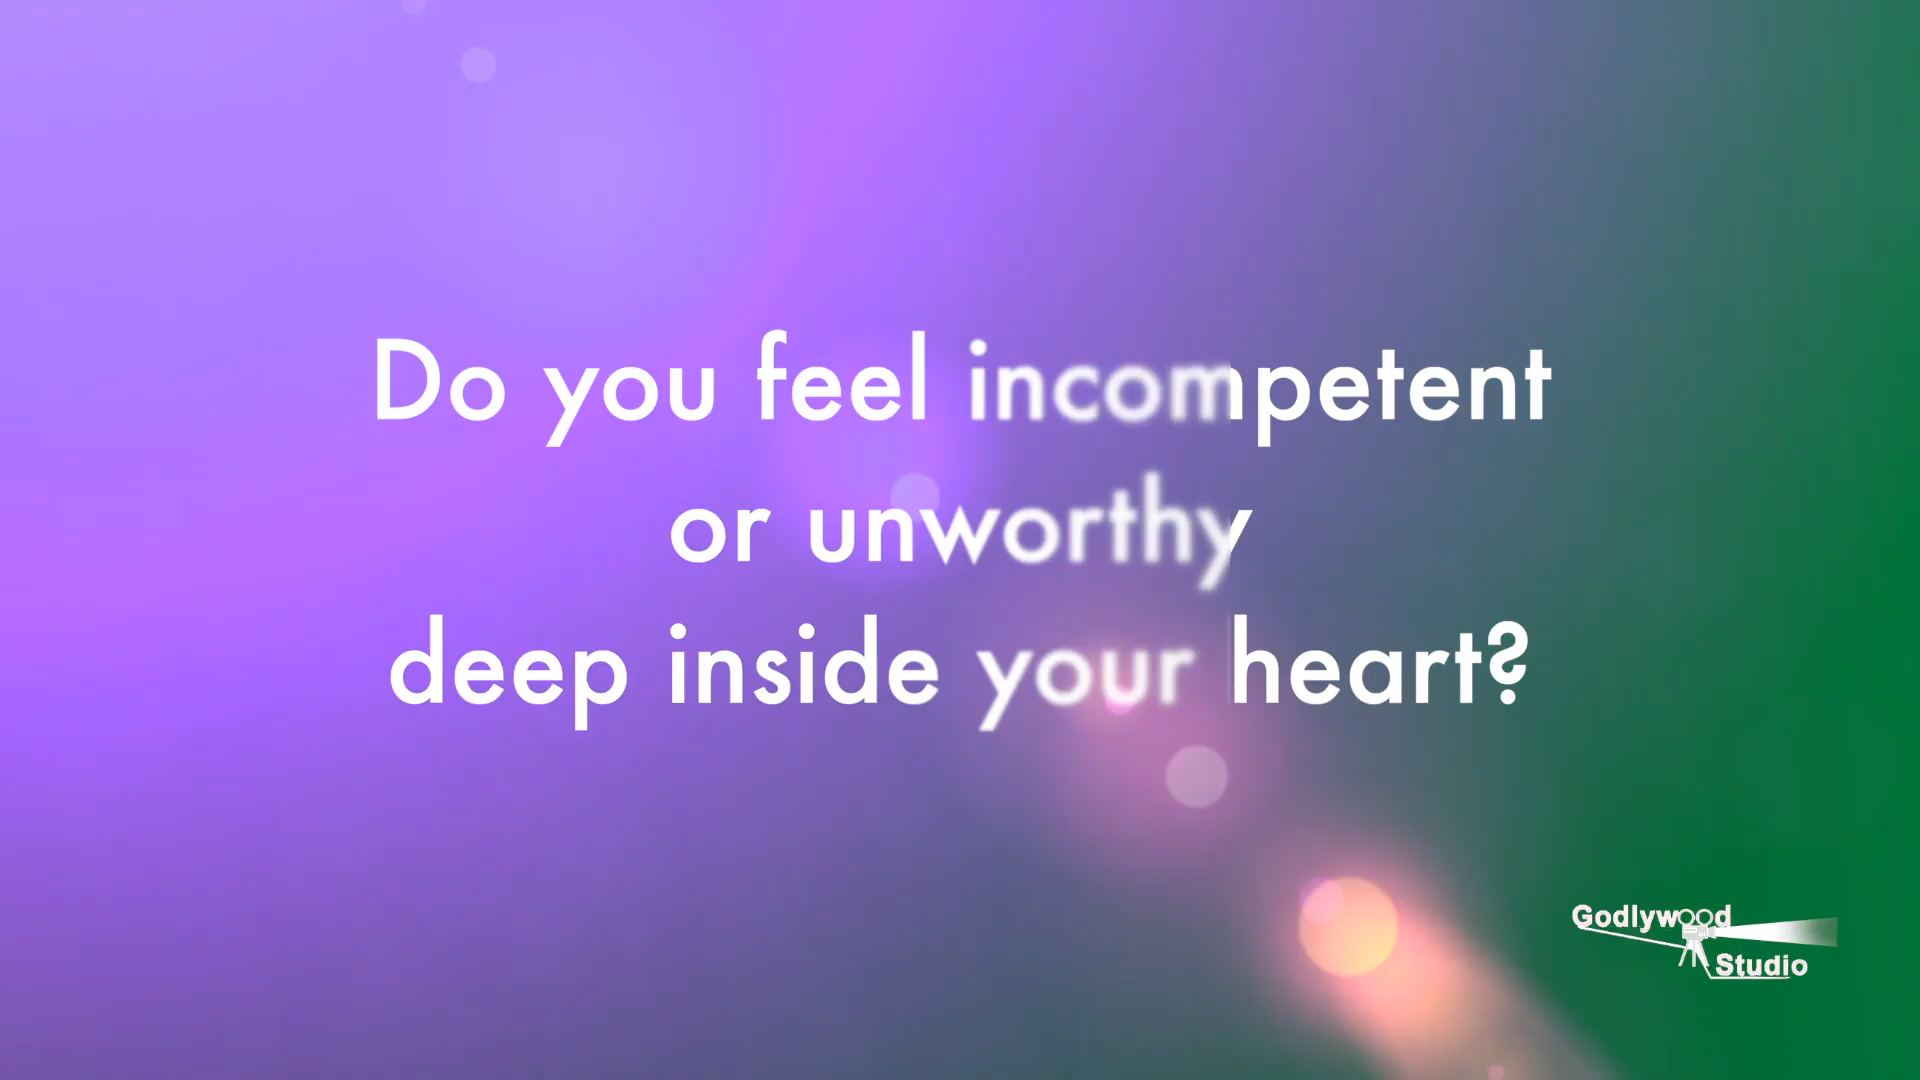 Do you feel incompetent
or unworthy
deep inside your heart?
Godlywood
Studio